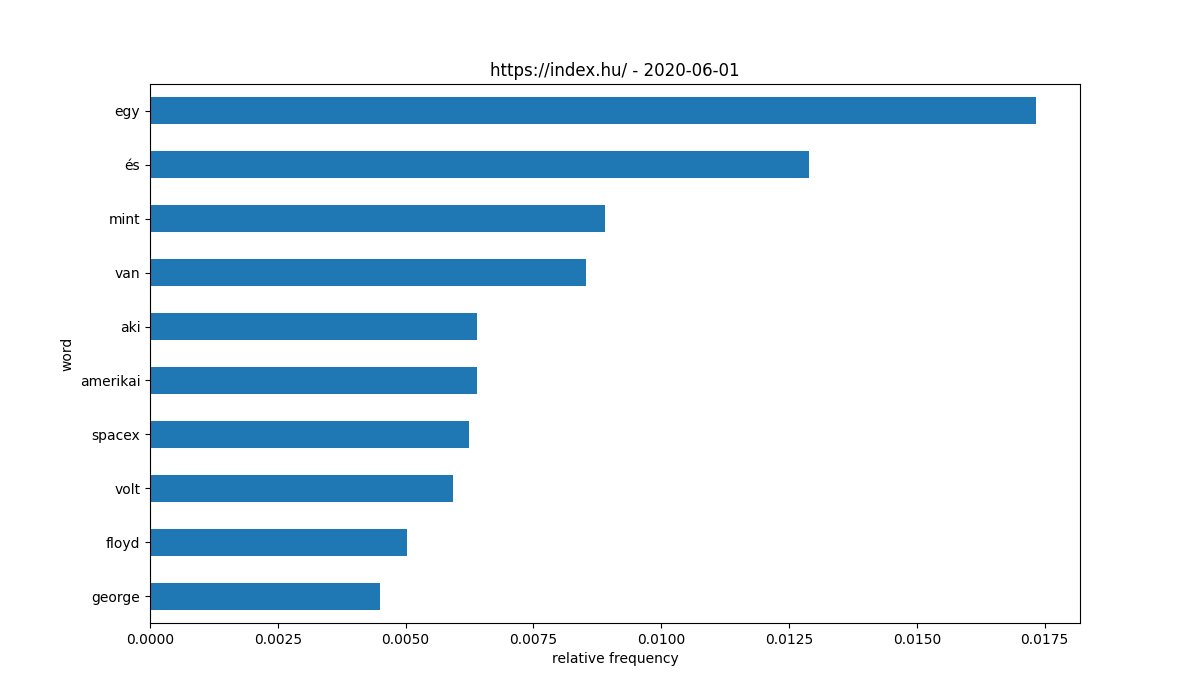 https://index.hu/ - 2020-06-01
egy
és
mint
van
aki
amerikai
spacex
volt
floyd
george
word
0.0000 0.0025 0.0050 0.0075 0.0100 0.0125 0.0150 0.0175
relative frequency